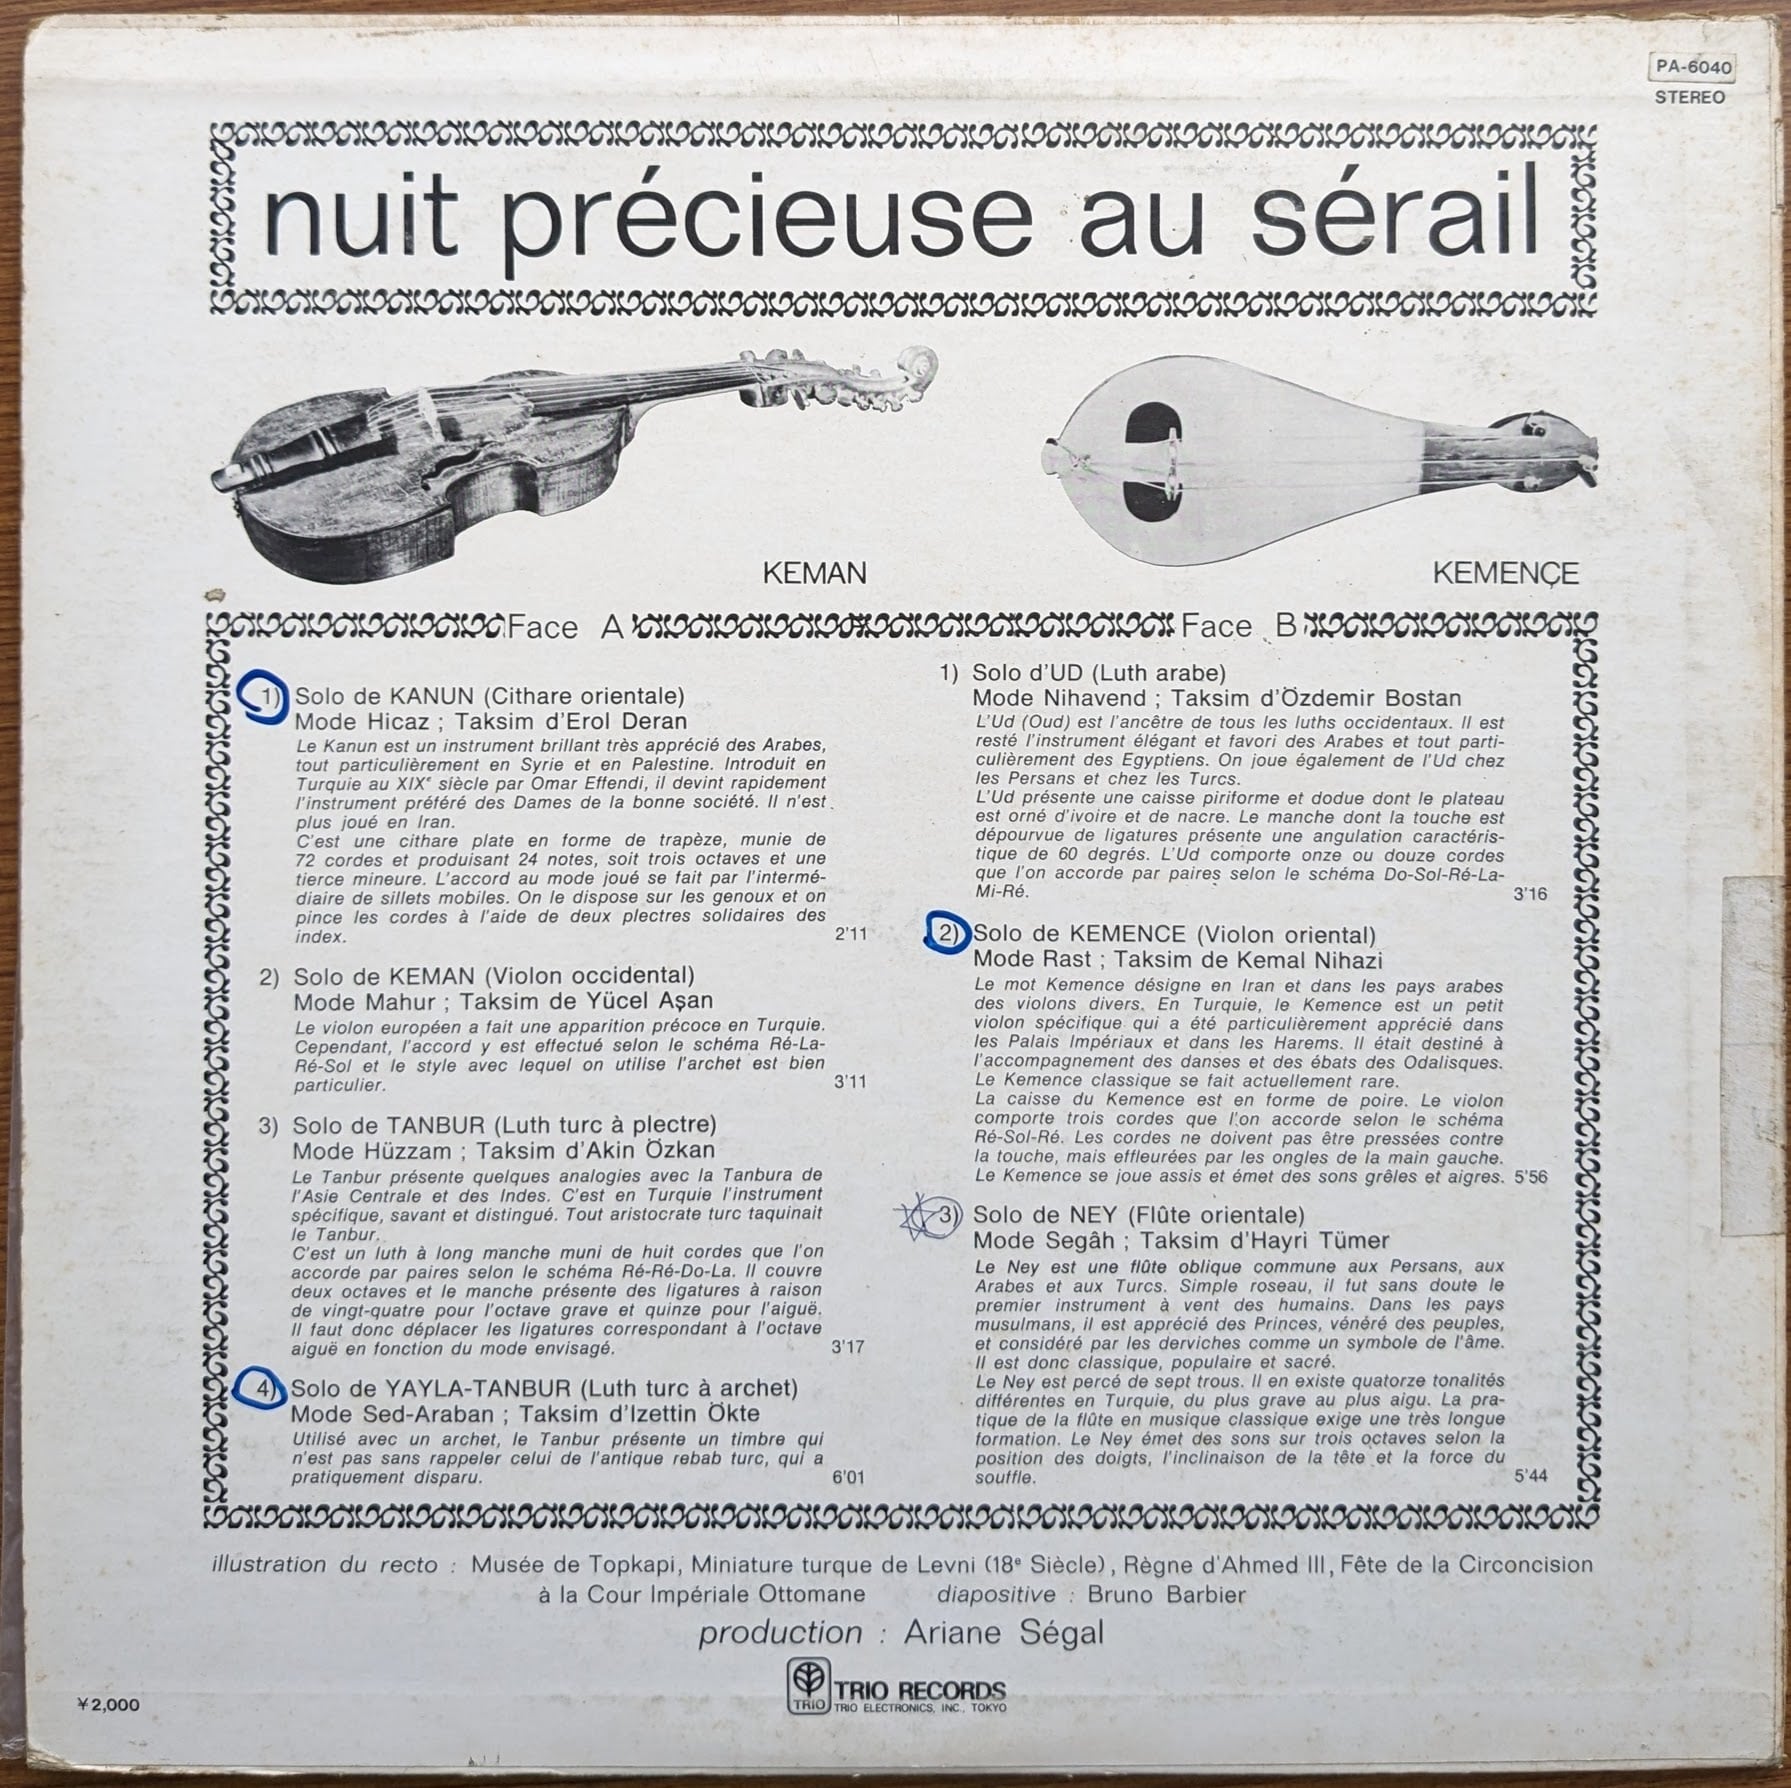 PA-6040
STEREO
nuit précieuse au sérail
KEMAN
KEMENÇE
Face A
1) Solo de KANUN (Cithare orientale)
Mode Hicaz ; Taksim d'Erol Deran
Le Kanun est un instrument brillant très apprécié des Arabes,
tout particulièrement en Syrie et en Palestine. Introduit en
Turquie au XIXe siècle par Omar Effendi, il devint rapidement
l'instrument préféré des Dames de la bonne société. Il n'est
plus joué en Iran.
C'est une cithare plate en forme de trapèze, munie de
72 cordes et produisant 24 notes, soit trois octaves et une
tierce mineure. L'accord au mode joué se fait par l'intermé-
diaire de sillets mobiles. On le dispose sur les genoux et on
pince les cordes à l'aide de deux plectres solidaires des
index. 2'11
2) Solo de KEMAN (Violon occidental)
Mode Mahur ; Taksim de Yücel Aşan
Le violon européen a fait une apparition précoce en Turquie.
Cependant, l'accord y est effectué selon le schéma Ré-La-
Ré-Sol et le style avec lequel on utilise l'archet est bien
particulier. 3'11
3) Solo de TANBUR (Luth turc à plectre)
Mode Hüzzam ; Taksim d'Akin Özkan
Le Tanbur présente quelques analogies avec la Tanbura de
l'Asie Centrale et des Indes. C'est en Turquie l'instrument
spécifique, savant et distingué. Tout aristocrate turc taquinait
le Tanbur.
C'est un luth à long manche muni de huit cordes que l'on
accorde par paires selon le schéma Ré-Ré-Do-La. Il couvre
deux octaves et le manche présente des ligatures à raison
de vingt-quatre pour l'octave grave et quinze pour l'aiguë.
Il faut donc déplacer les ligatures correspondant à l'octave
aiguë en fonction du mode envisagé. 3'17
4) Solo de YAYLA-TANBUR (Luth turc à archet)
Mode Sed-Araban ; Taksim d'Izettin Ökte
Utilisé avec un archet, le Tanbur présente un timbre qui
n'est pas sans rappeler celui de l'antique rebab turc, qui a
pratiquement disparu. 6'01
Face B
1) Solo d'UD (Luth arabe)
Mode Nihavend ; Taksim d'Özdemir Bostan
L'Ud (Oud) est l'ancêtre de tous les luths occidentaux. Il est
resté l'instrument élégant et favori des Arabes et tout parti-
culièrement des Egyptiens. On joue également de l'Ud chez
les Persans et chez les Turcs.
L'Ud présente une caisse piriforme et dodue dont le plateau
est orné d'ivoire et de nacre. Le manche dont la touche est
dépourvue de ligatures présente une angulation caractéris-
tique de 60 degrés. L'Ud comporte onze ou douze cordes
que l'on accorde par paires selon le schéma Do-Sol-Ré-La-
Mi-Ré. 3'16
2) Solo de KEMENCE (Violon oriental)
Mode Rast ; Taksim de Kemal Nihazi
Le mot Kemence désigne en Iran et dans les pays arabes
des violons divers. En Turquie, le Kemence est un petit
violon spécifique qui a été particulièrement apprécié dans
les Palais Impériaux et dans les Harems. Il était destiné à
l'accompagnement des danses et des ébats des Odalisques.
Le Kemence classique se fait actuellement rare.
La caisse du Kemence est en forme de poire. Le violon
comporte trois cordes que l'on accorde selon le schéma
Ré-Sol-Ré. Les cordes ne doivent pas être pressées contre
la touche, mais effleurées par les ongles de la main gauche.
Le Kemence se joue assis et émet des sons grêles et aigres. 5'56
3) Solo de NEY (Flûte orientale)
Mode Segâh ; Taksim d'Hayri Tümer
Le Ney est une flûte oblique commune aux Persans, aux
Arabes et aux Turcs. Simple roseau, il fut sans doute le
premier instrument à vent des humains. Dans les pays
musulmans, il est apprécié des Princes, vénéré des peuples,
et considéré par les derviches comme un symbole de l'âme.
Il est donc classique, populaire et sacré.
Le Ney est percé de sept trous. Il en existe quatorze tonalités
différentes en Turquie, du plus grave au plus aigu. La pra-
tique de la flûte en musique classique exige une très longue
formation. Le Ney émet des sons sur trois octaves selon la
position des doigts, l'inclinaison de la tête et la force du
souffle. 5'44
illustration du recto : Musée de Topkapi, Miniature turque de Levni (18e Siècle), Règne d'Ahmed III, Fête de la Circoncision
à la Cour Impériale Ottomane diapositive : Bruno Barbier
production : Ariane Ségal
TRIO
TRIO RECORDS
TRIO ELECTRONICS, INC., TOKYO
¥2,000